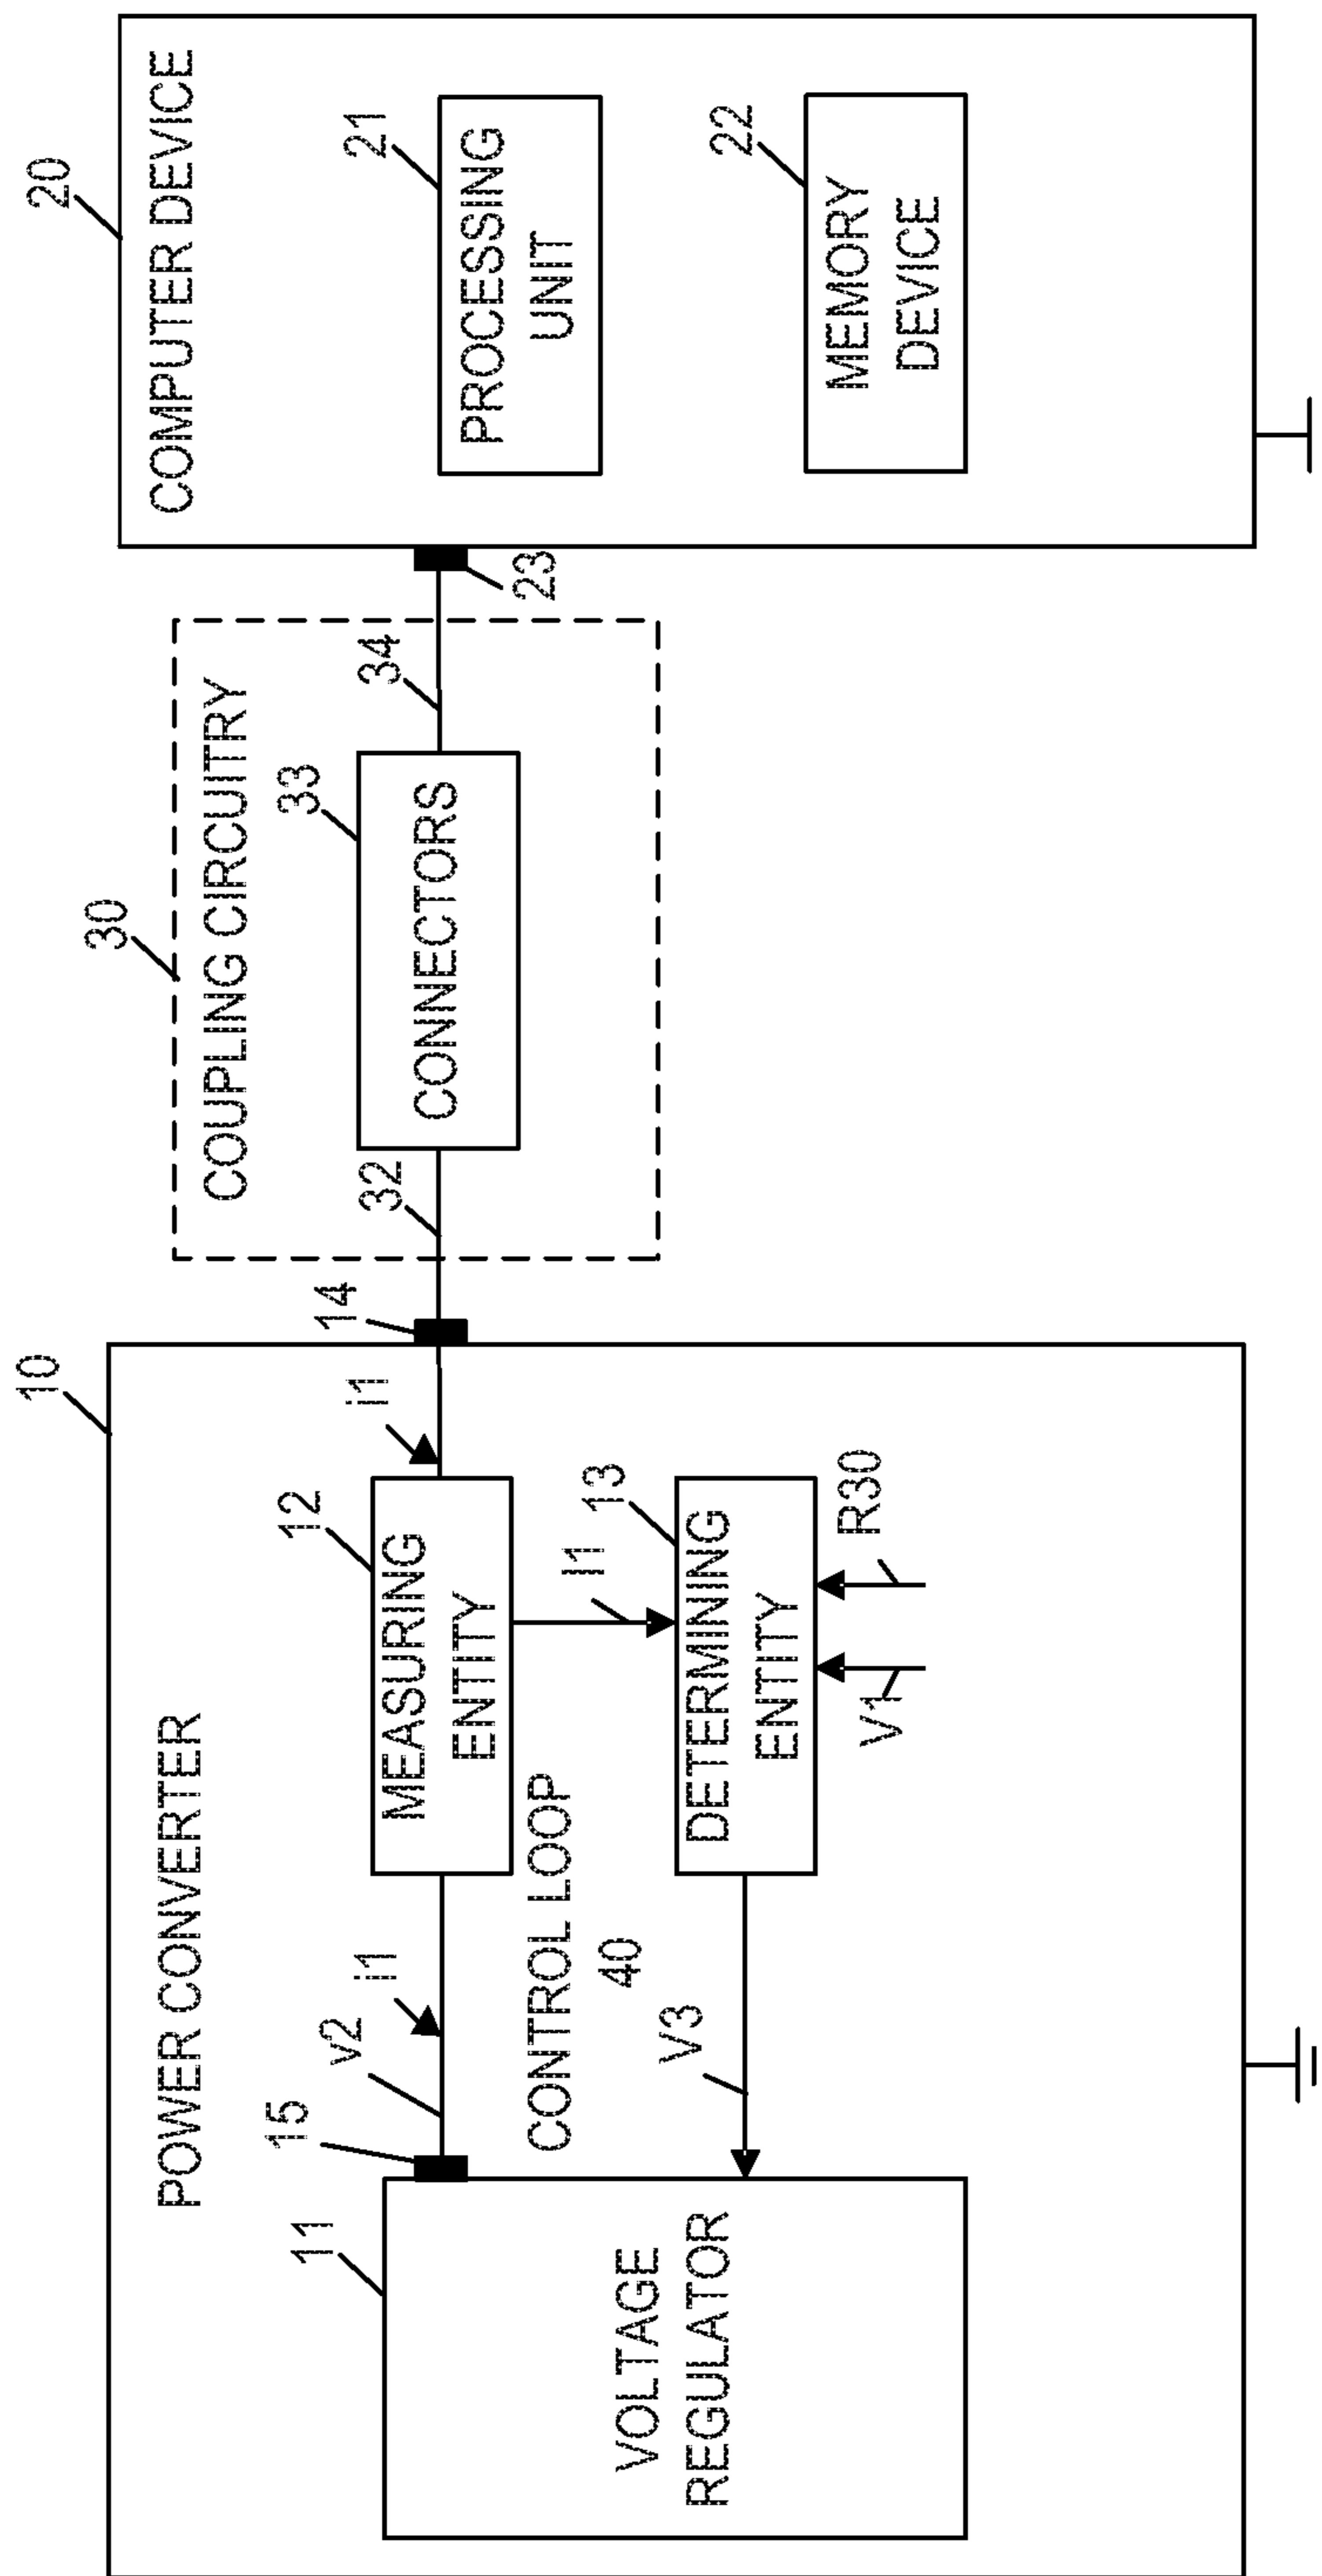 10
POWER CONVERTER
11
VOLTAGE
REGULATOR
15
v2
i1
12
MEASURING
ENTITY
i1
14
CONTROL LOOP
40
I1
13
DETERMINING
ENTITY
V3
V1
R30
30
COUPLING CIRCUITRY
32
33
CONNECTORS
34
23
20
COMPUTER DEVICE
21
PROCESSING
UNIT
22
MEMORY
DEVICE